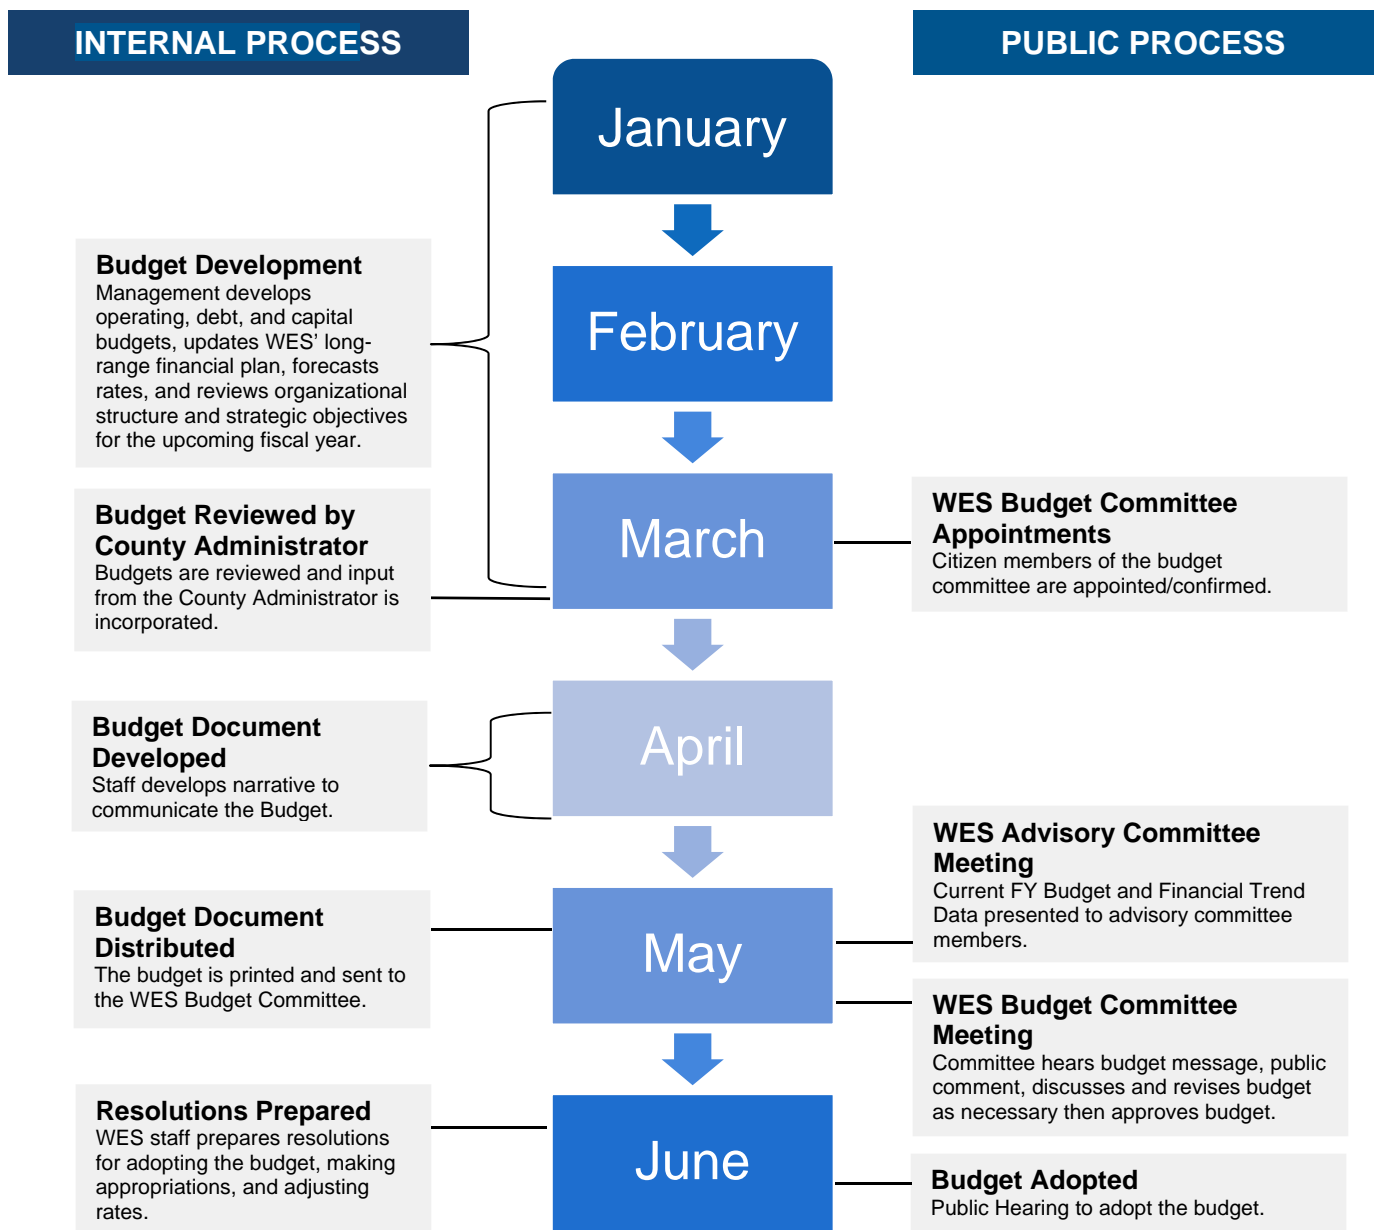 INTERNAL PROCESS
PUBLIC PROCESS
January
February
Budget Development
Management develops
operating, debt, and capital
budgets, updates WES’ long-
range financial plan, forecasts
rates, and reviews organizational
structure and strategic objectives
for the upcoming fiscal year.
March
Budget Reviewed by
County Administrator
Budgets are reviewed and input
from the County Administrator is
incorporated.
WES Budget Committee
Appointments
Citizen members of the budget
committee are appointed/confirmed.
April
Budget Document
Developed
Staff develops narrative to
communicate the Budget.
May
Budget Document
Distributed
The budget is printed and sent to
the WES Budget Committee.
WES Advisory Committee
Meeting
Current FY Budget and Financial Trend
Data presented to advisory committee
members.
WES Budget Committee
Meeting
Committee hears budget message, public
comment, discusses and revises budget
as necessary then approves budget.
June
Resolutions Prepared
WES staff prepares resolutions
for adopting the budget, making
appropriations, and adjusting
rates.
Budget Adopted
Public Hearing to adopt the budget.